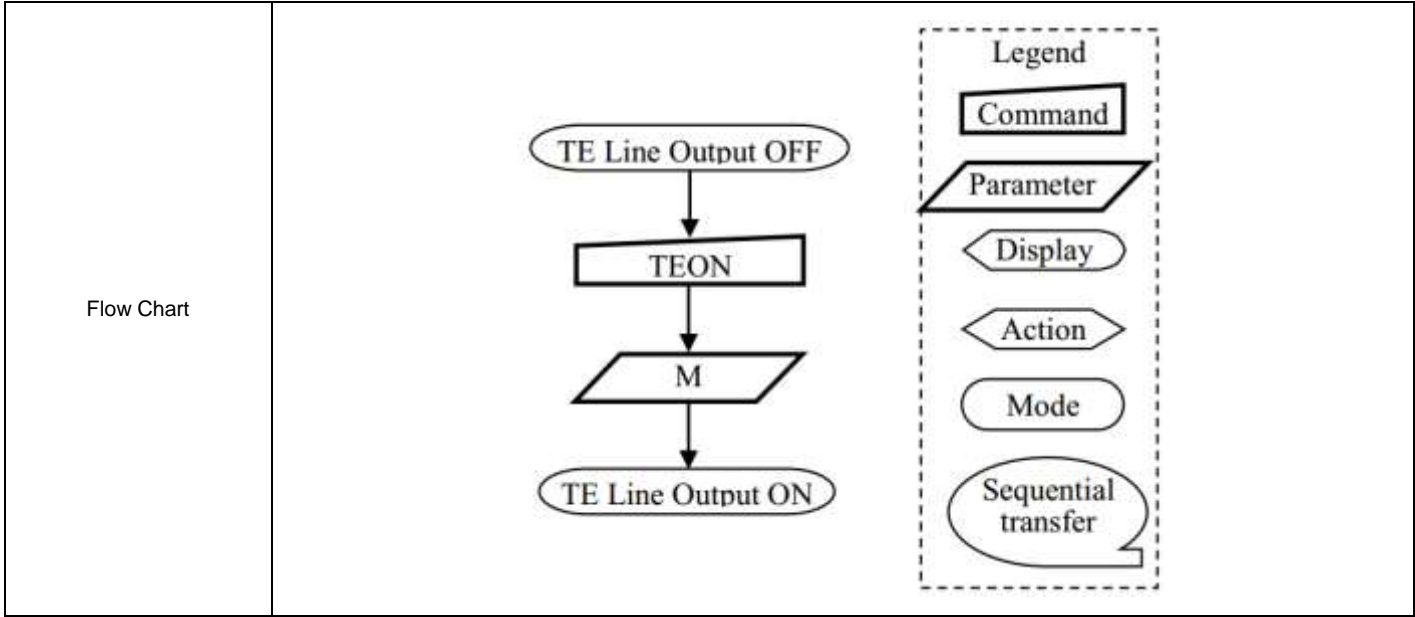 Flow Chart
TE Line Output OFF
TEON
M
TE Line Output ON
Legend
Command
Parameter
Display
Action
Mode
Sequential
transfer